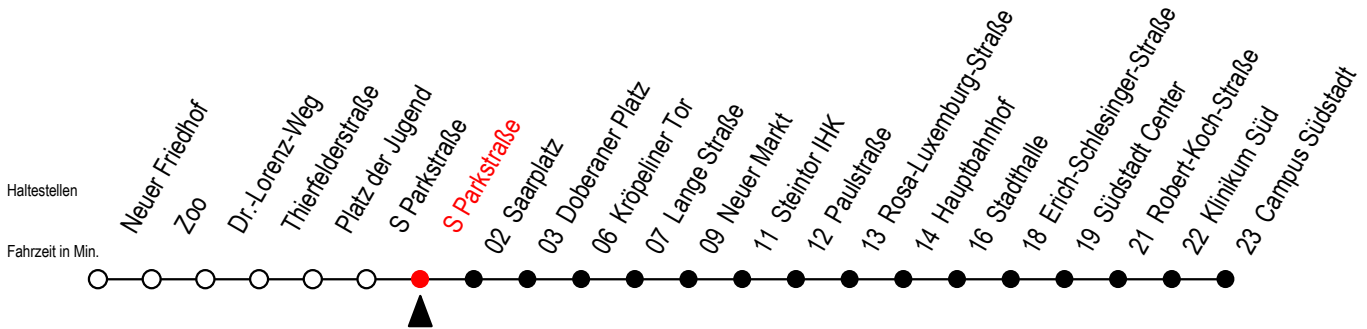 Haltestellen
Fahrzeit in Min.
Neuer Friedhof
Zoo
Dr.-Lorenz-Weg
Thierfelderstraße
Platz der Jugend
S Parkstraße
S Parkstraße
02 Saarplatz
03 Doberaner Platz
06 Kröpeliner Tor
07 Lange Straße
09 Neuer Markt
11 Steintor IHK
12 Paulstraße
13 Rosa-Luxemburg-Straße
14 Hauptbahnhof
16 Stadthalle
18 Erich-Schlesinger-Straße
19 Südstadt Center
21 Robert-Koch-Straße
22 Klinikum Süd
23 Campus Südstadt